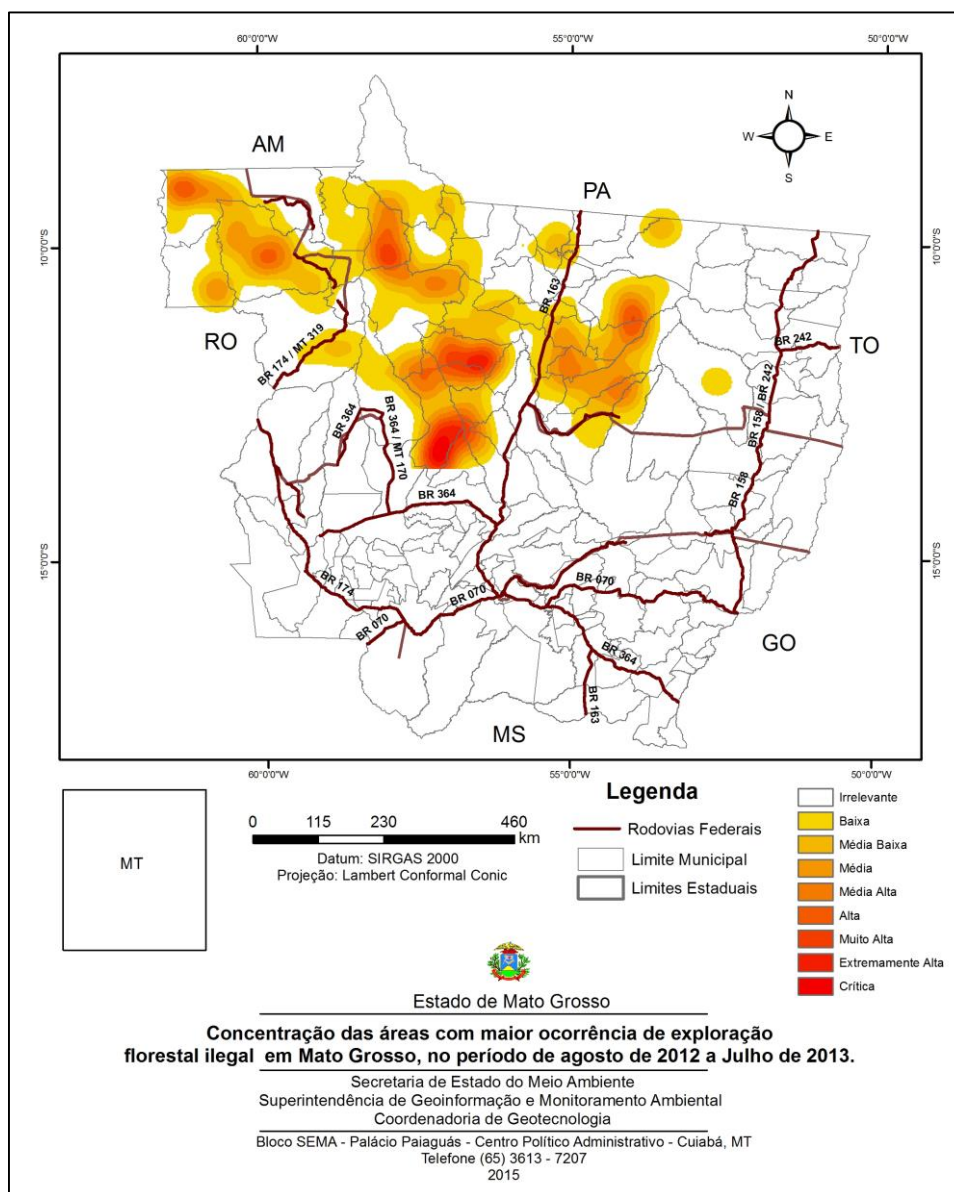 60°0'0"W
55°0'0"W
50°0'0"W
N
W
E
S
AM
PA
10°0'0"S
10°0'0"S
BR 163
RO
BR 174 / MT 319
BR 242
TO
BR 364
BR 364 / MT 170
BR 158 / BR 242
BR 158
BR 364
15°0'0"S
15°0'0"S
BR 174
BR 070
BR 070
BR 070
GO
BR 364
BR 163
MS
60°0'0"W
55°0'0"W
50°0'0"W
MT
0 115 230 460
km
Datum: SIRGAS 2000
Projeção: Lambert Conformal Conic
Legenda
Rodovias Federais
Limite Municipal
Limites Estaduais
Irrelevante
Baixa
Média Baixa
Média
Média Alta
Alta
Muito Alta
Extremamente Alta
Crítica
Estado de Mato Grosso
Concentração das áreas com maior ocorrência de exploração
florestal ilegal em Mato Grosso, no período de agosto de 2012 a Julho de 2013.
Secretaria de Estado do Meio Ambiente
Superintendência de Geoinformação e Monitoramento Ambiental
Coordenadoria de Geotecnologia
Bloco SEMA - Palácio Paiaguás - Centro Político Administrativo - Cuiabá, MT
Telefone (65) 3613 - 7207
2015